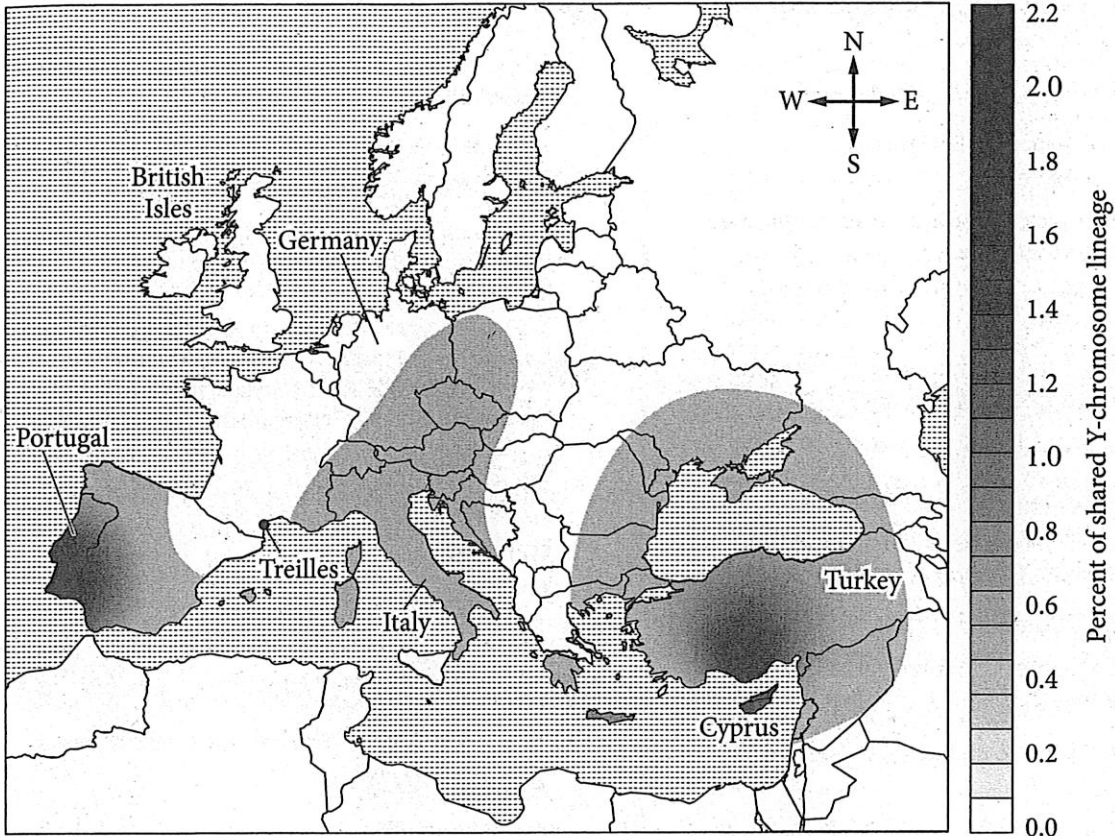 N
W E
S
British
Isles
Germany
Portugal
Treilles
Italy
Turkey
Cyprus
2.2
2.0
1.8
1.6
1.4
1.2
1.0
0.8
0.6
0.4
0.2
0.0
Percent of shared Y-chromosome lineage